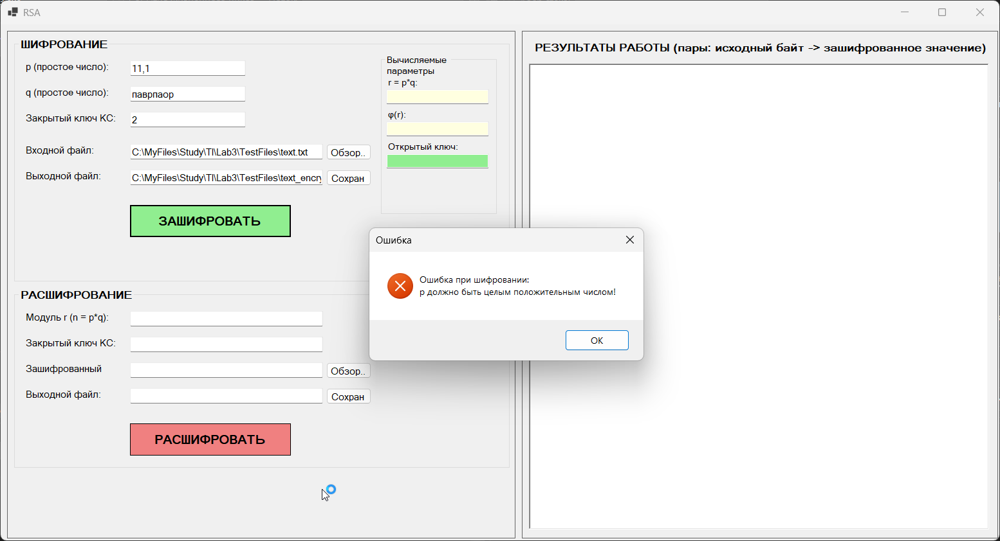 RSA
ШИФРОВАНИЕ
p (простое число):
11,1
q (простое число):
паврпаор
Закрытый ключ KC:
2
Входной файл:
C:\MyFiles\Study\TI\Lab3\TestFiles\text.txt
Обзор..
Выходной файл:
C:\MyFiles\Study\TI\Lab3\TestFiles\text_encry
Сохран
ЗАШИФРОВАТЬ
Вычисляемые
параметры
r = p*q:
φ(r):
Открытый ключ:
РАСШИФРОВАНИЕ
Модуль r (n = p*q):
Закрытый ключ KC:
Зашифрованный
Обзор..
Выходной файл:
Сохран
РАСШИФРОВАТЬ
РЕЗУЛЬТАТЫ РАБОТЫ (пары: исходный байт -> зашифрованное значение)
Ошибка
Ошибка при шифровании:
p должно быть целым положительным числом!
OK